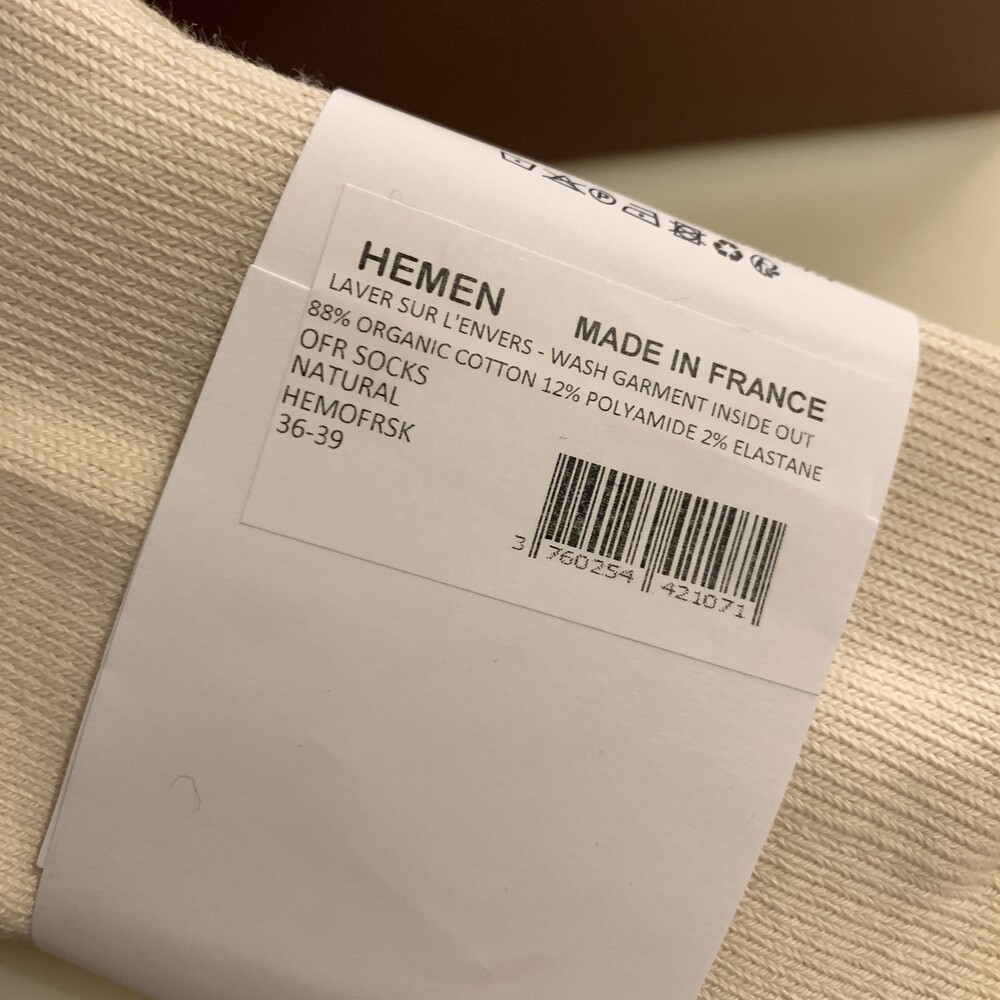 HEMEN
MADE IN FRANCE
LAVER SUR L'ENVERS - WASH GARMENT INSIDE OUT
88% ORGANIC COTTON 12% POLYAMIDE 2% ELASTANE
OFR SOCKS
NATURAL
HEMOFRSK
36-39
3 760254 421071